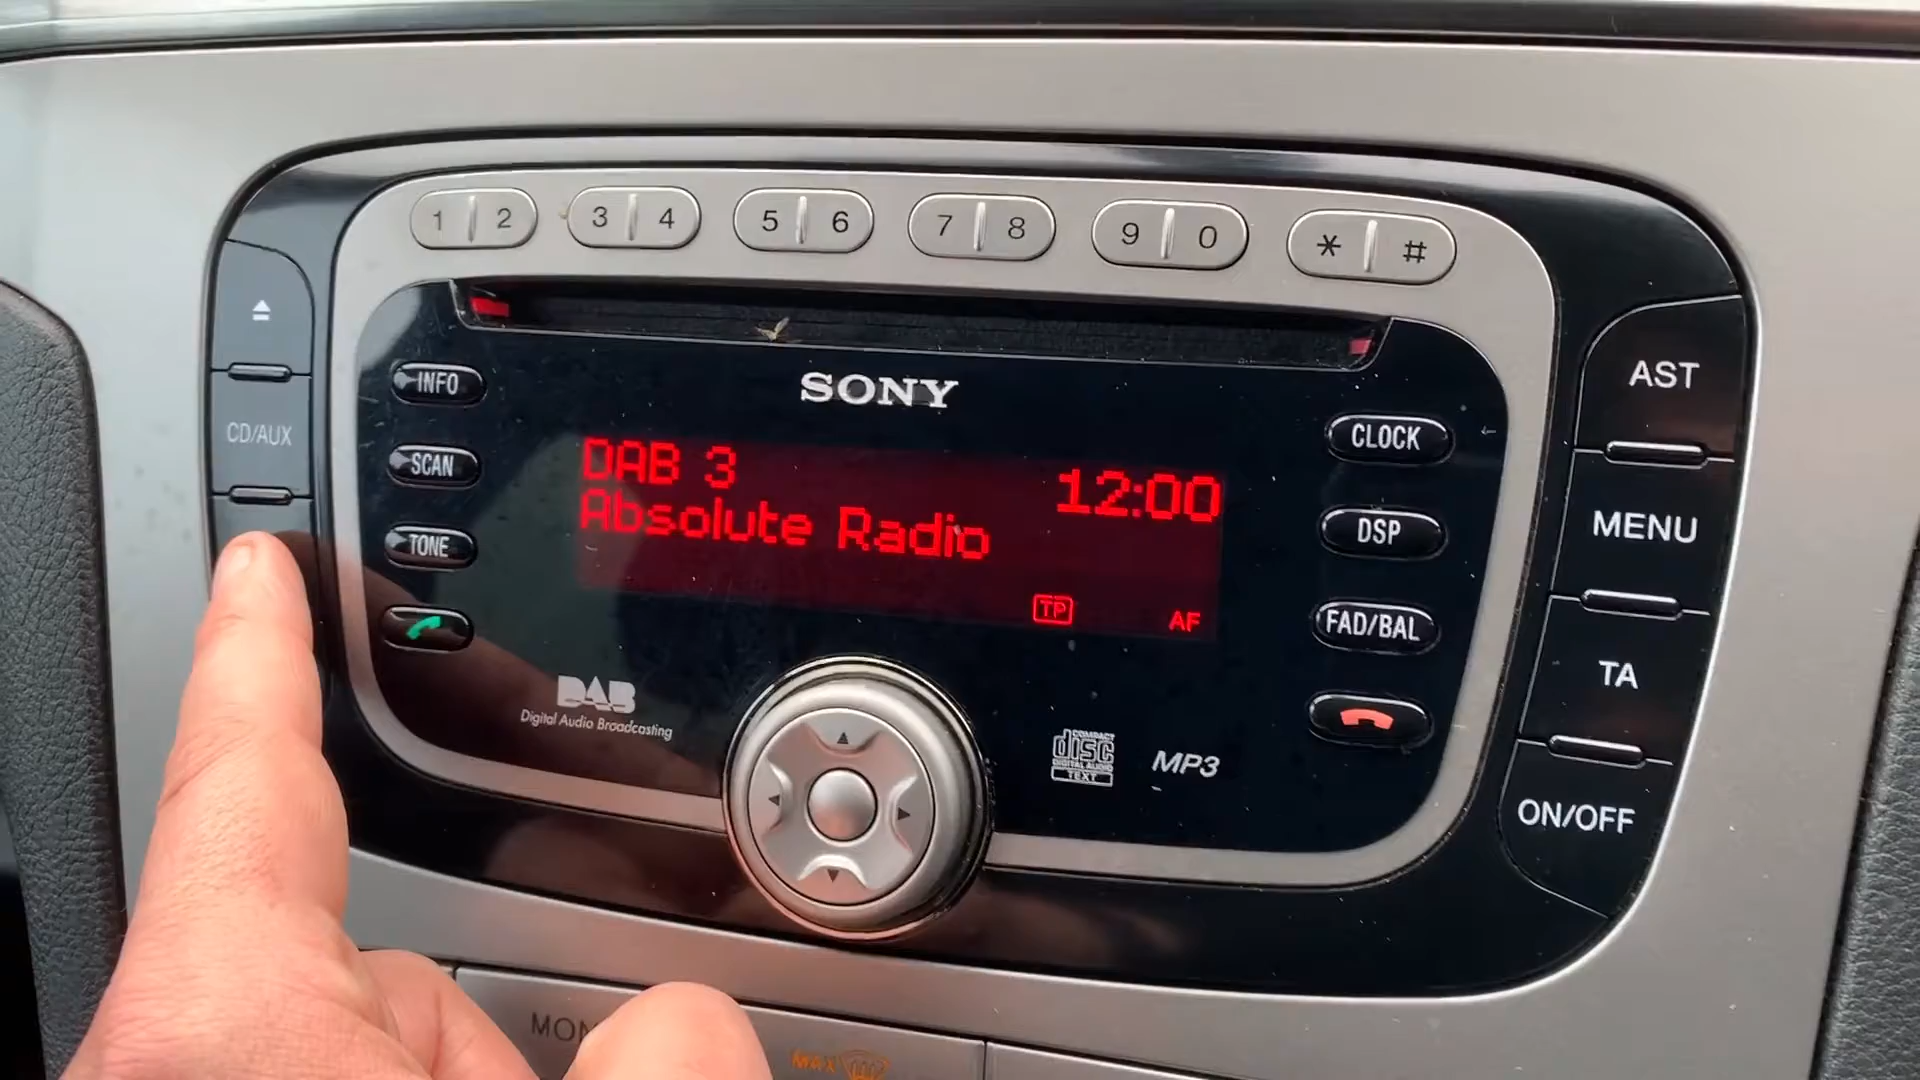 1 2 3 4 5 6 7 8 9 0 * #
CD/AUX
INFO
SCAN
TONE
SONY
DAB 3
12:00
Absolute Radio
TP AF
CLOCK
DSP
FAD/BAL
AST
MENU
TA
ON/OFF
DAB
Digital Audio Broadcasting
COMPACT
disc
DIGITAL AUDIO
TEXT
MP3
MAX